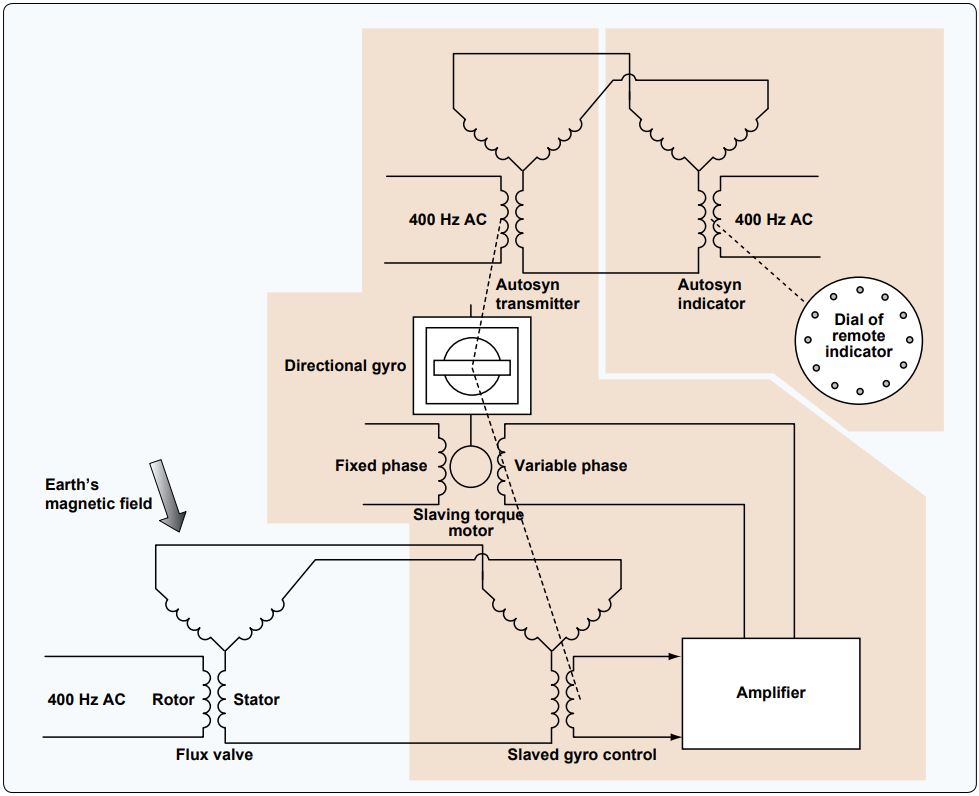 400 Hz AC
400 Hz AC
Autosyn
transmitter
Autosyn
indicator
Dial of
remote
indicator
Directional gyro
Fixed phase
Variable phase
Slaving torque
motor
Earth’s
magnetic field
400 Hz AC
Rotor
Stator
Amplifier
Flux valve
Slaved gyro control